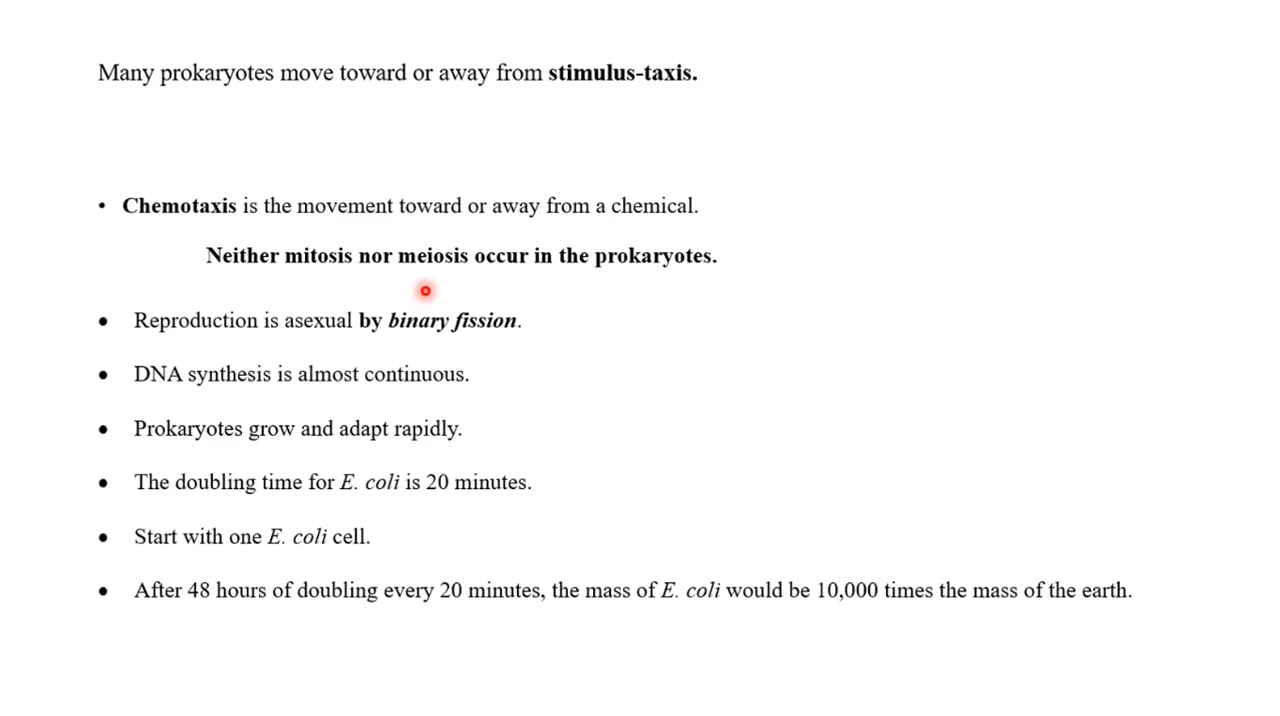 Many prokaryotes move toward or away from stimulus-taxis.
• Chemotaxis is the movement toward or away from a chemical.
Neither mitosis nor meiosis occur in the prokaryotes.
• Reproduction is asexual by binary fission.
• DNA synthesis is almost continuous.
• Prokaryotes grow and adapt rapidly.
• The doubling time for E. coli is 20 minutes.
• Start with one E. coli cell.
• After 48 hours of doubling every 20 minutes, the mass of E. coli would be 10,000 times the mass of the earth.